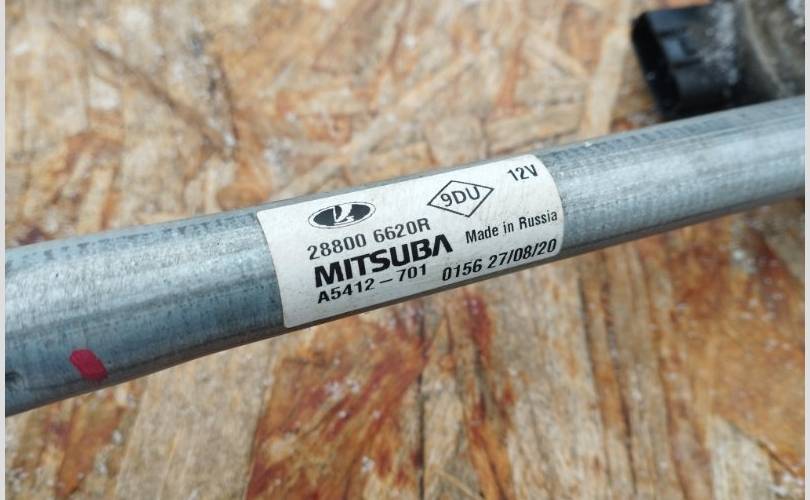 9DU 12V
28800 6620R
MITSUBA Made in Russia
A5412-701 0156 27/08/20